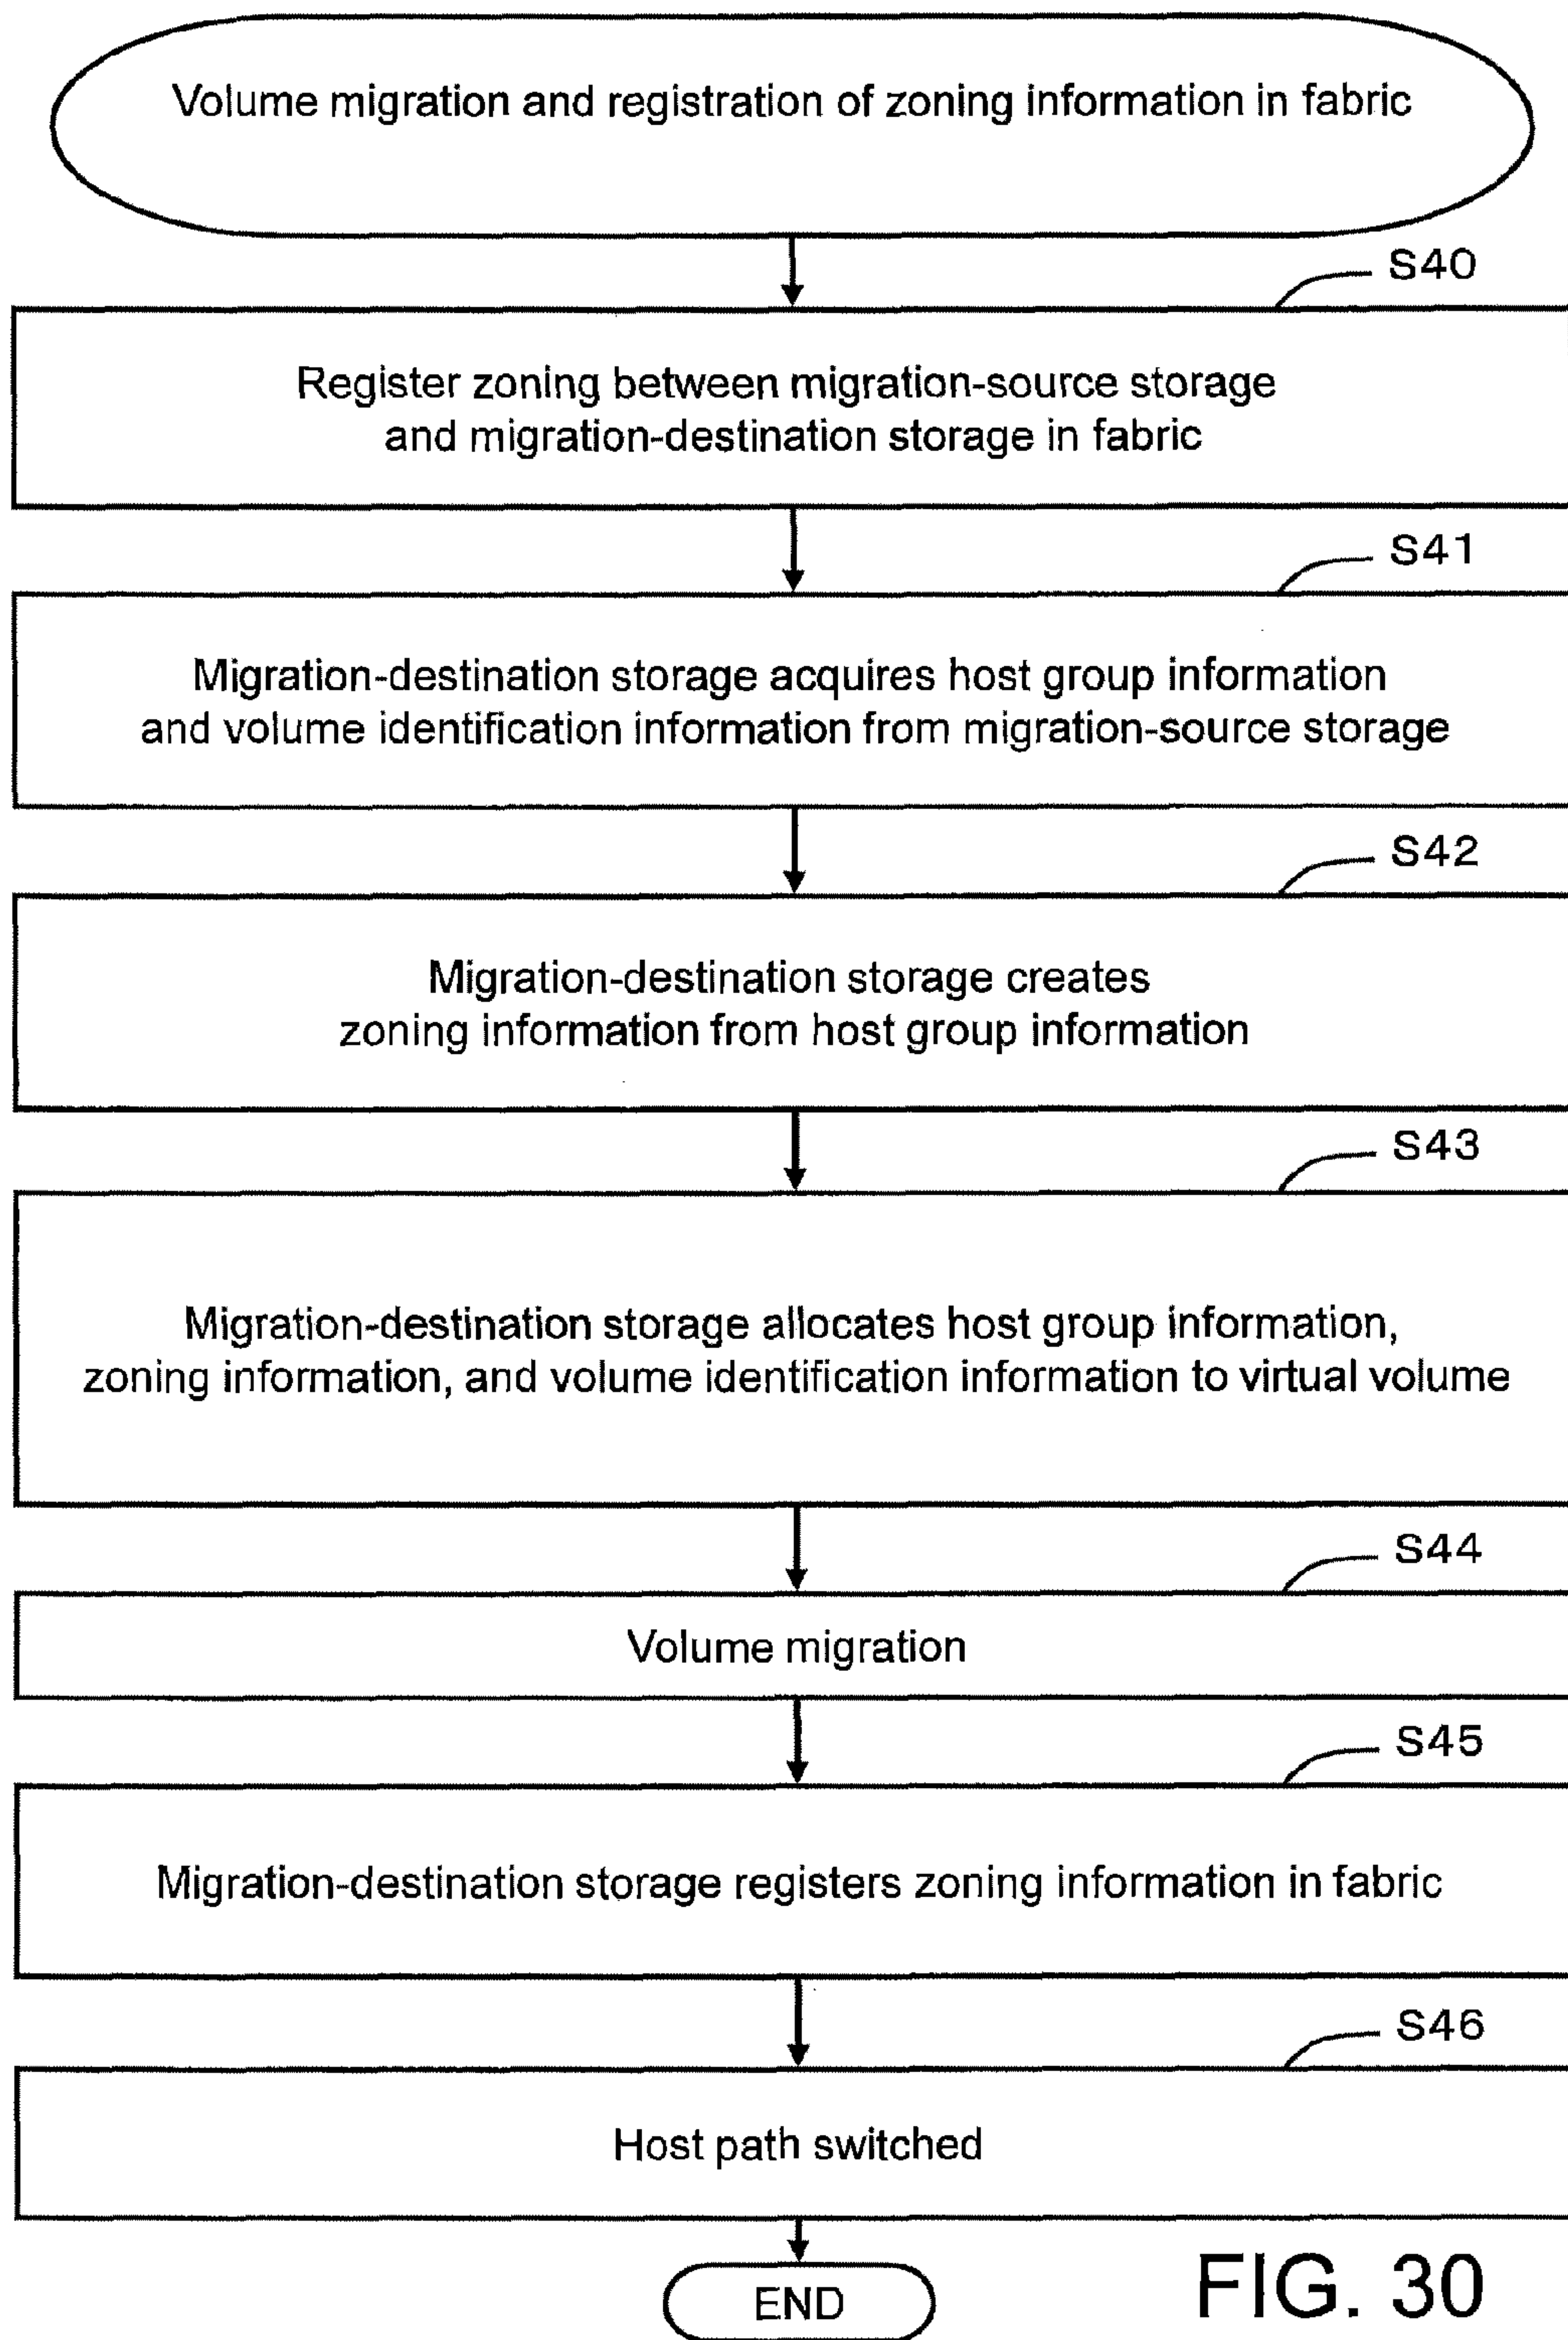 Volume migration and registration of zoning information in fabric
S40
Register zoning between migration-source storage
and migration-destination storage in fabric
S41
Migration-destination storage acquires host group information
and volume identification information from migration-source storage
S42
Migration-destination storage creates
zoning information from host group information
S43
Migration-destination storage allocates host group information,
zoning information, and volume identification information to virtual volume
S44
Volume migration
S45
Migration-destination storage registers zoning information in fabric
S46
Host path switched
END
FIG. 30